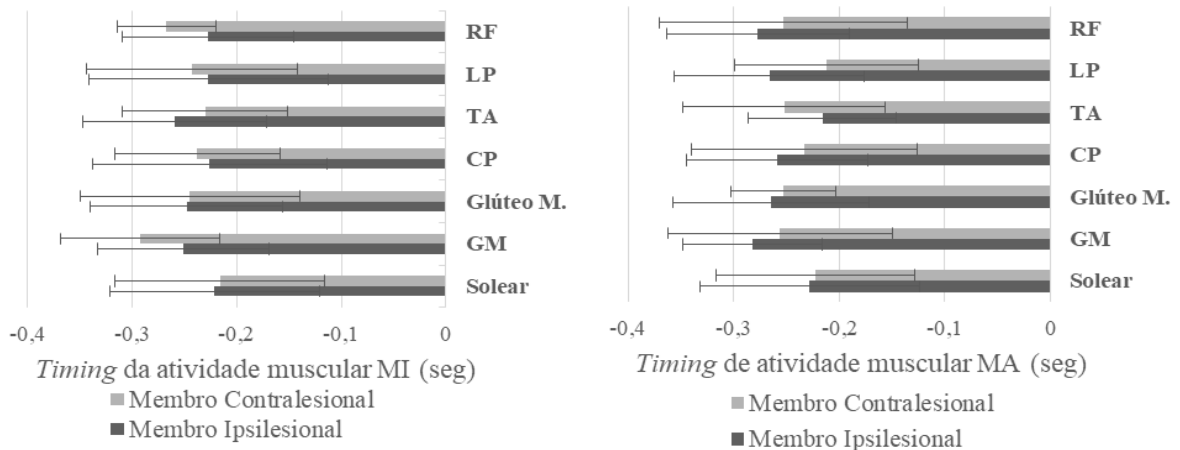 RF
LP
TA
CP
Glúteo M.
GM
Solear
-0,4 -0,3 -0,2 -0,1 0
Timing da atividade muscular MI (seg)
Membro Contralesional
Membro Ipsilesional
RF
LP
TA
CP
Glúteo M.
GM
Solear
-0,4 -0,3 -0,2 -0,1 0
Timing de atividade muscular MA (seg)
Membro Contralesional
Membro Ipsilesional